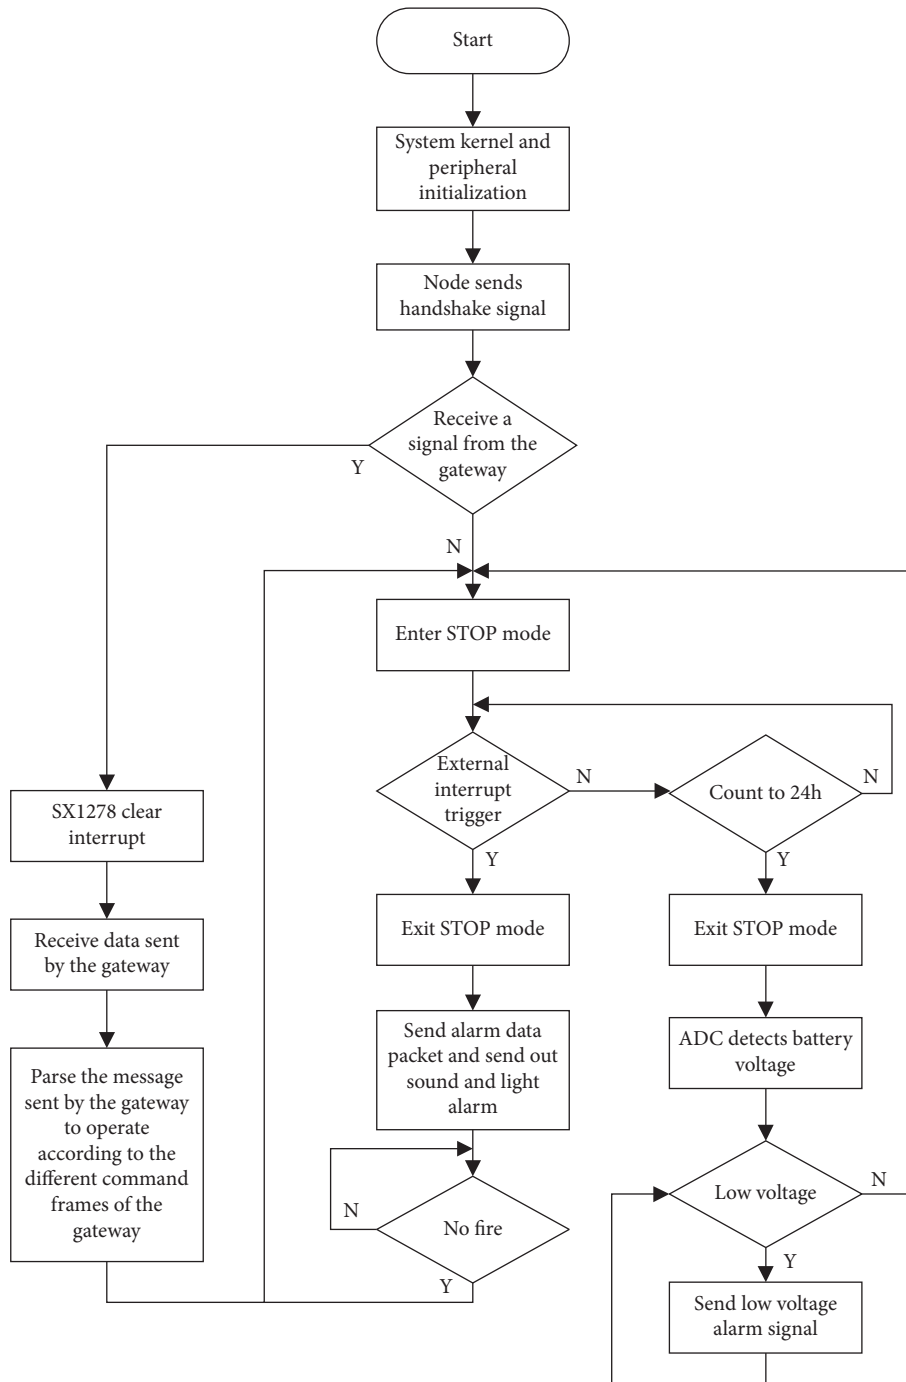 Start
System kernel and
peripheral
initialization
Node sends
handshake signal
Receive a
signal from the
gateway
Y
N
Enter STOP mode
External
interrupt
trigger
N
Count to 24h
N
Y
Y
SX1278 clear
interrupt
Receive data sent
by the gateway
Parse the message
sent by the gateway
to operate
according to the
different command
frames of the
gateway
Exit STOP mode
Send alarm data
packet and send out
sound and light
alarm
N
No fire
Y
Exit STOP mode
ADC detects battery
voltage
Low voltage
N
Y
Send low voltage
alarm signal